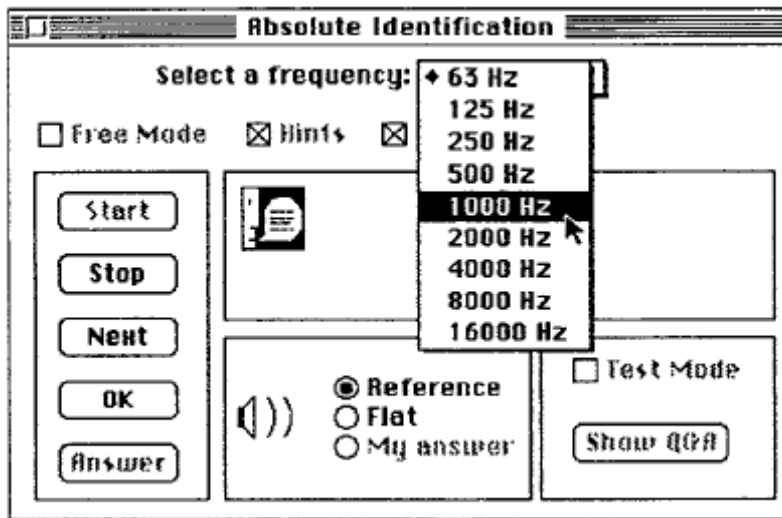 Absolute Identification
Select a frequency:
♦ 63 Hz
125 Hz
250 Hz
500 Hz
1000 Hz
2000 Hz
4000 Hz
8000 Hz
16000 Hz
Free Mode
Hints
Start
Stop
Next
OK
Answer
Reference
Flat
My answer
Test Mode
Show Q&A